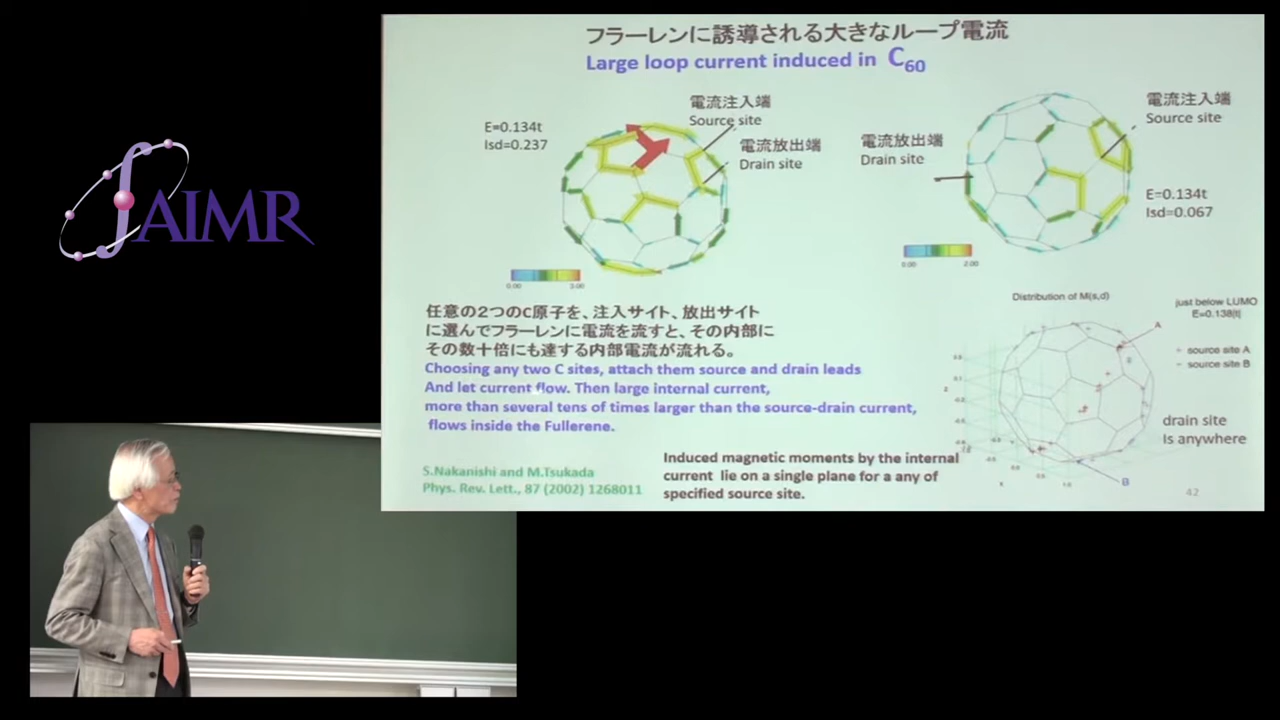 AIMR
フラーレンに誘導される大きなループ電流
Large loop current induced in C60
E=0.134t
Isd=0.237
電流注入端
Source site
電流放出端
Drain site
0.00 3.00
電流放出端
Drain site
電流注入端
Source site
E=0.134t
Isd=0.067
0.00 2.00
任意の2つのC原子を、注入サイト、放出サイト
に選んでフラーレンに電流を流すと、その内部に
その数十倍にも達する内部電流が流れる。
Choosing any two C sites, attach them source and drain leads
And let current flow. Then large internal current,
more than several tens of times larger than the source-drain current,
flows inside the Fullerene.
S.Nakanishi and M.Tsukada
Phys. Rev. Lett., 87 (2002) 1268011
Induced magnetic moments by the internal
current lie on a single plane for a any of
specified source site.
Distribution of M(s,d)
just below LUMO
E=0.138|t|
A
B
+ source site A
- source site B
drain site
Is anywhere
B
42